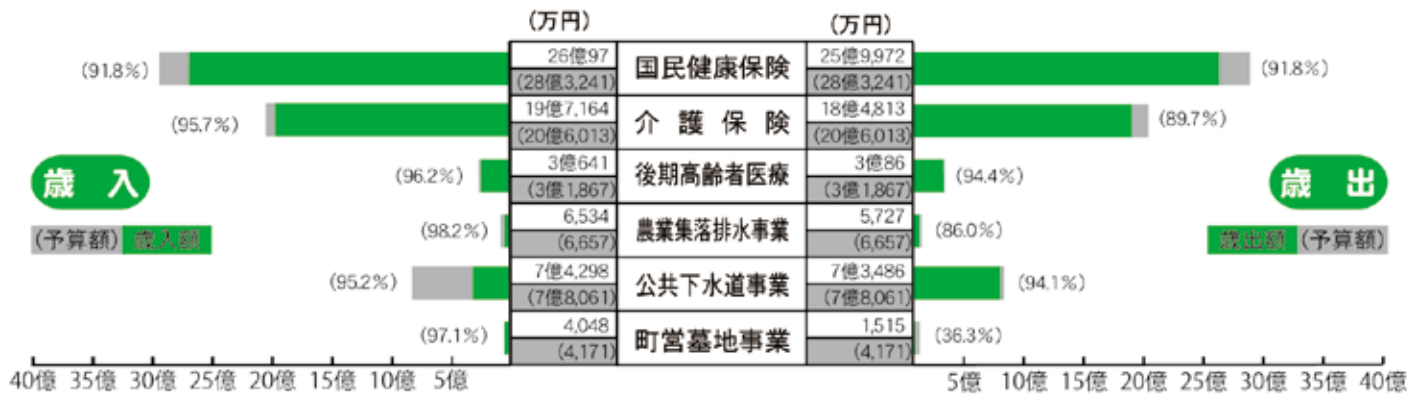 (万円) (万円)
(91.8%) 26億97 国民健康保険 25億9,972 (91.8%)
(28億3,241) (28億3,241)
(95.7%) 19億7,164 介護保険 18億4,813 (89.7%)
(20億6,013) (20億6,013)
歳入 (96.2%) 3億641 後期高齢者医療 3億86 (94.4%) 歳出
(3億1,867) (3億1,867)
(予算額) 歳入額 (98.2%) 6,534 農業集落排水事業 5,727 (86.0%) 歳出額 (予算額)
(6,657) (6,657)
(95.2%) 7億4,298 公共下水道事業 7億3,486 (94.1%)
(7億8,061) (7億8,061)
(97.1%) 4,048 町営墓地事業 1,515 (36.3%)
(4,171) (4,171)
40億 35億 30億 25億 20億 15億 10億 5億 5億 10億 15億 20億 25億 30億 35億 40億